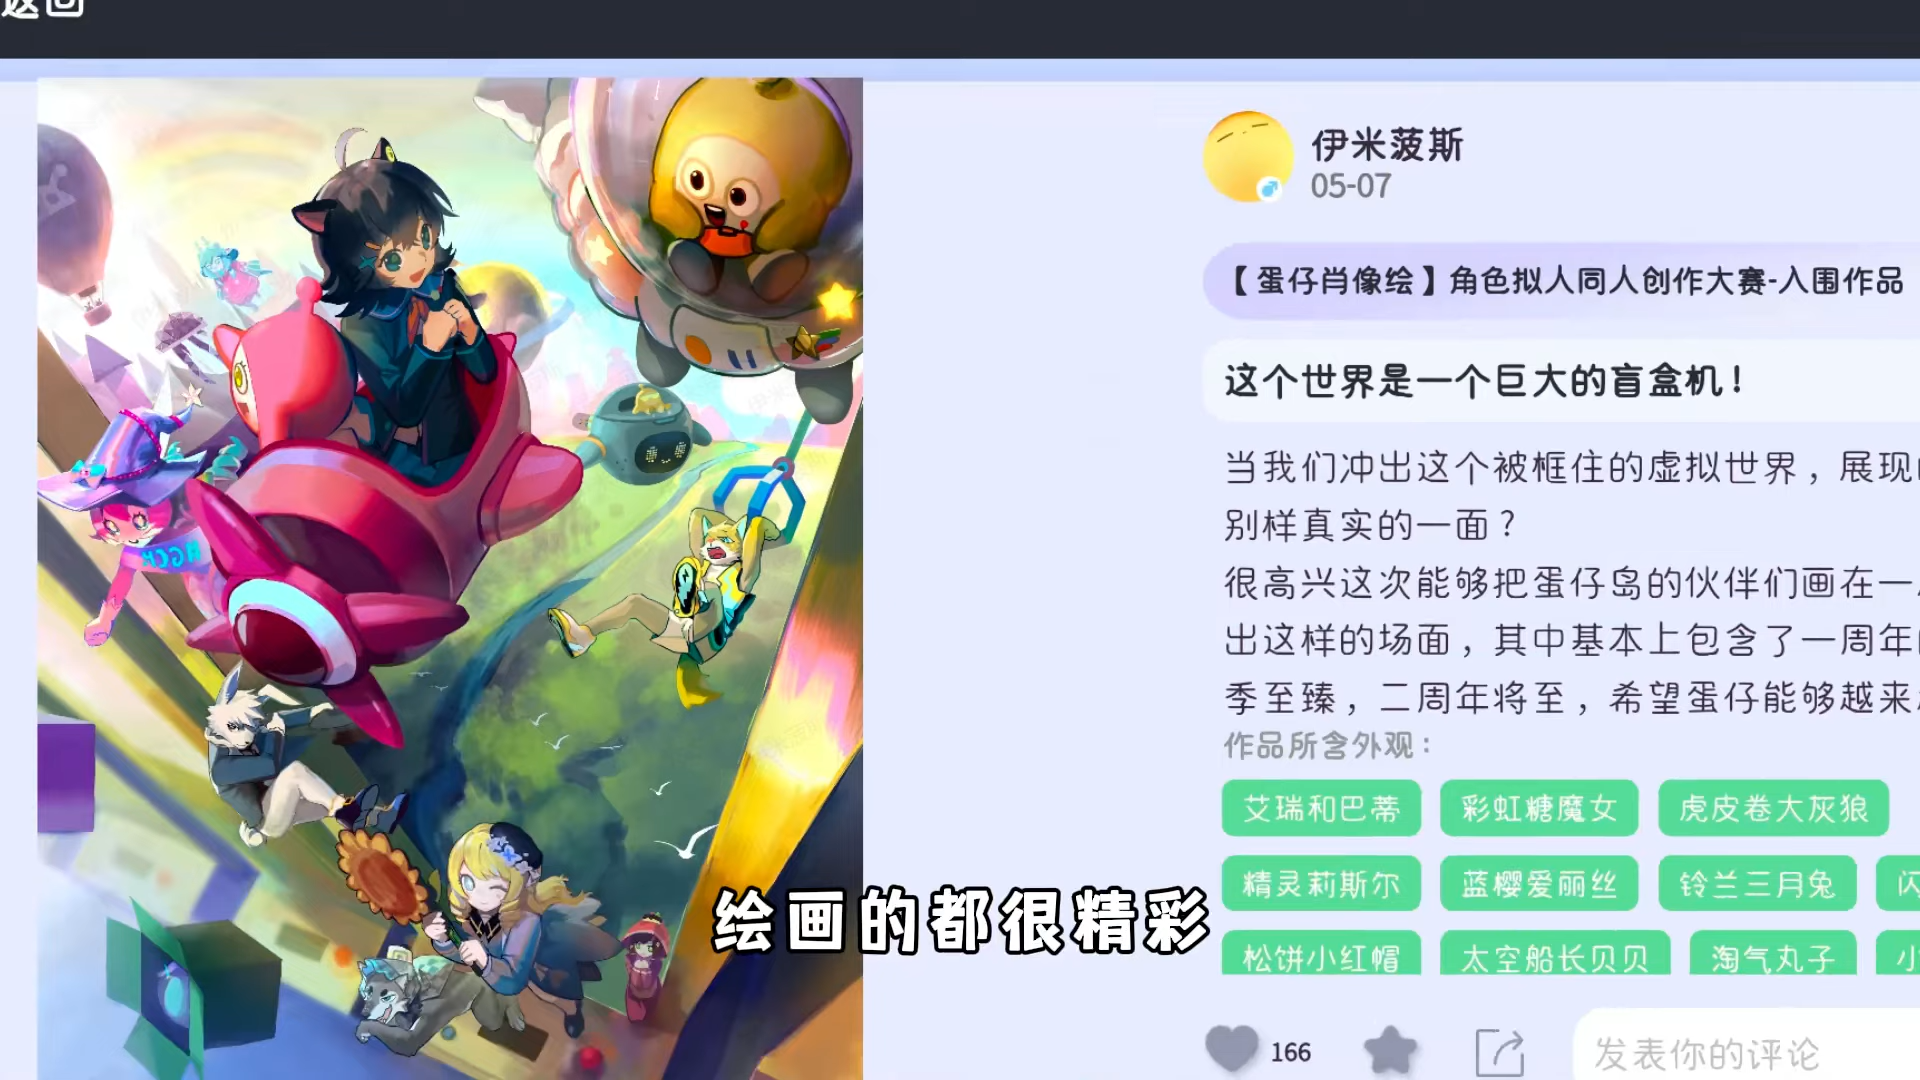 返回
伊米菠斯
05-07
【蛋仔肖像绘】角色拟人同人创作大赛-入围作品
这个世界是一个巨大的盲盒机！
当我们冲出这个被框住的虚拟世界，展现
别样真实的一面？
很高兴这次能够把蛋仔岛的伙伴们画在一
出这样的场面，其中基本上包含了一周年
季至臻，二周年将至，希望蛋仔能够越来
作品所含外观：
艾瑞和巴蒂 彩虹糖魔女 虎皮卷大灰狼
精灵莉斯尔 蓝樱爱丽丝 铃兰三月兔 闪
绘画的都很精彩
松饼小红帽 太空船长贝贝 淘气丸子 小
166
发表你的评论